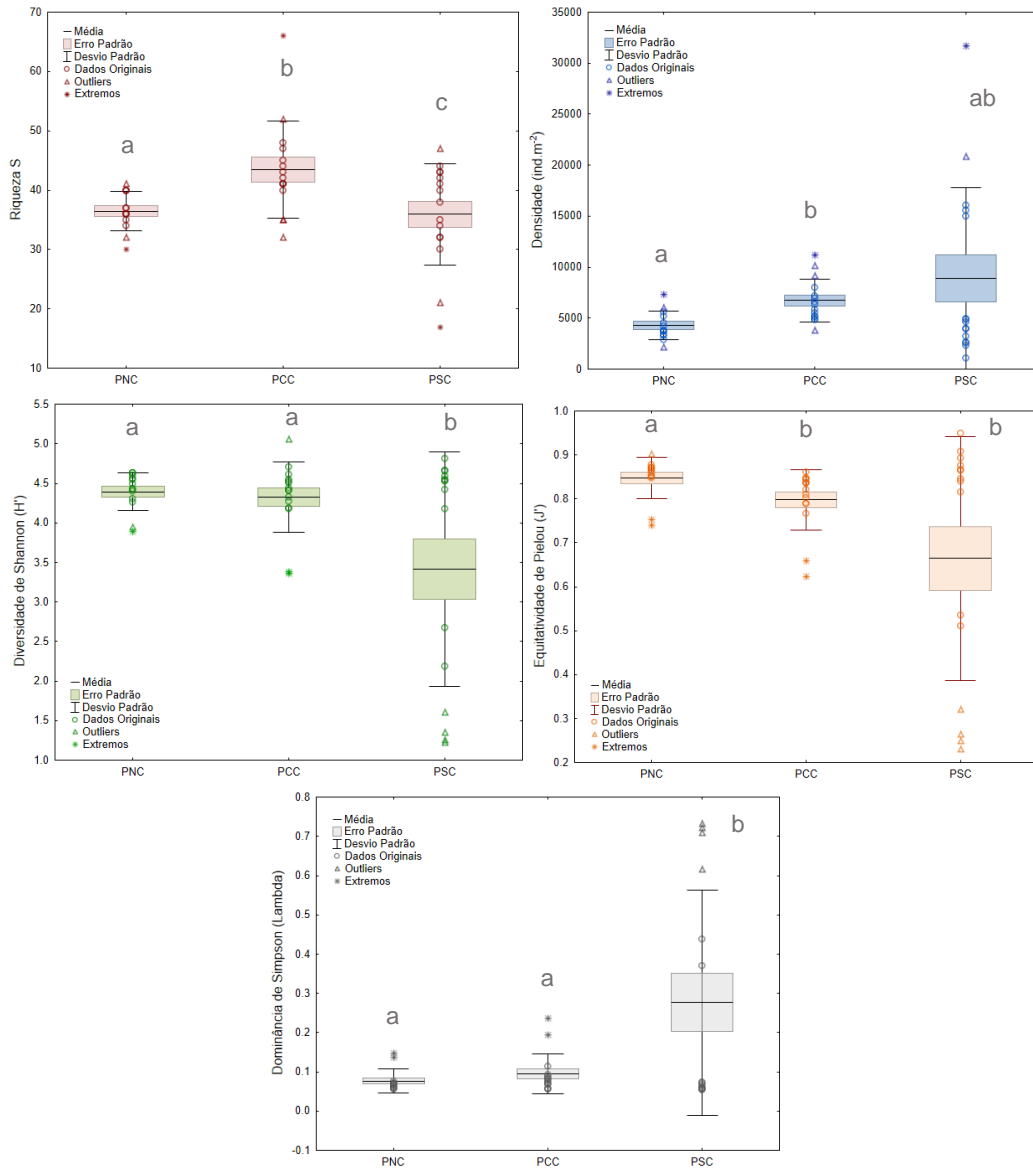 Riqueza S
70
60
50
40
30
20
10
Média
Erro Padrão
Desvio Padrão
Dados Originais
Outliers
Extremos
a
b
c
PNC
PCC
PSC
Densidade (ind.m-2)
35000
30000
25000
20000
15000
10000
5000
0
Média
Erro Padrão
Desvio Padrão
Dados Originais
Outliers
Extremos
a
b
ab
PNC
PCC
PSC
Diversidade de Shannon (H')
5.5
5.0
4.5
4.0
3.5
3.0
2.5
2.0
1.5
1.0
a
a
b
Média
Erro Padrão
Desvio Padrão
Dados Originais
Outliers
Extremos
PNC
PCC
PSC
Equitatividade de Pielou (J')
1.0
0.9
0.8
0.7
0.6
0.5
0.4
0.3
0.2
a
b
b
Média
Erro Padrão
Desvio Padrão
Dados Originais
Outliers
Extremos
PNC
PCC
PSC
Dominância de Simpson (Lambda)
0.8
0.7
0.6
0.5
0.4
0.3
0.2
0.1
0.0
-0.1
Média
Erro Padrão
Desvio Padrão
Dados Originais
Outliers
Extremos
a
a
b
PNC
PCC
PSC